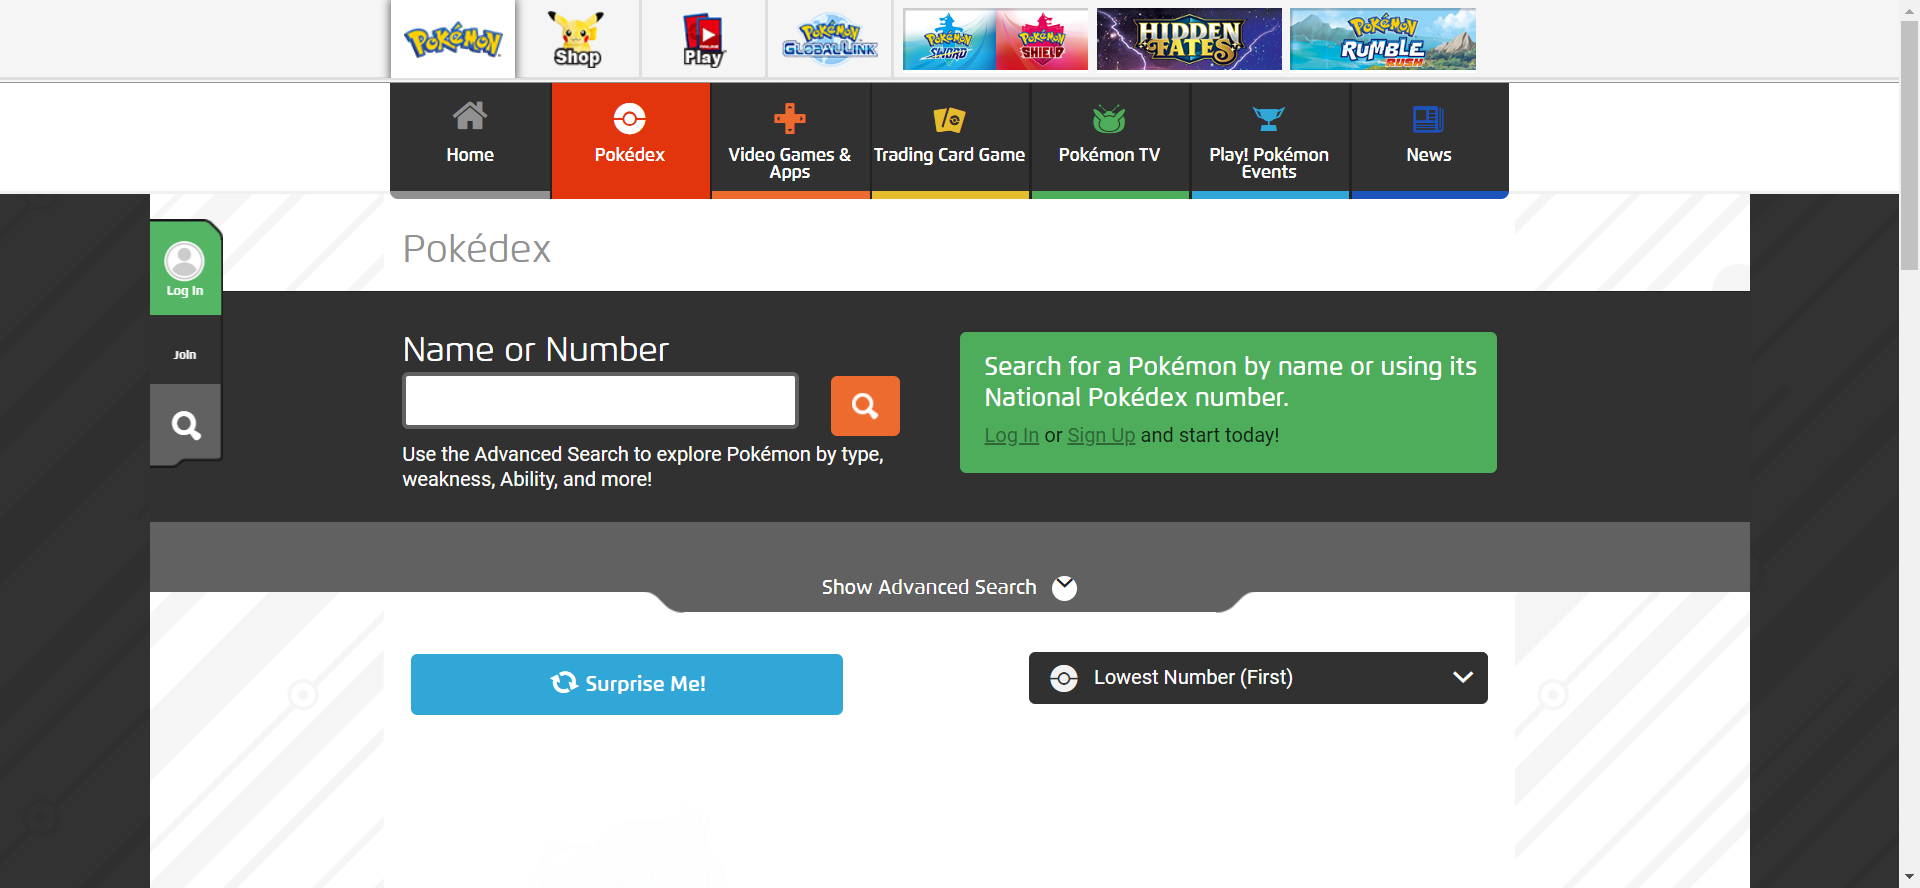 Pokémon
Shop
Play
Pokémon
GLOBAL LINK
Pokémon
SWORD
Pokémon
SHIELD
HIDDEN
FATES
Pokémon
RUMBLE
RUSH
Home
Pokédex
Video Games &
Apps
Trading Card Game
Pokémon TV
Play! Pokémon
Events
News
Pokédex
Log In
Join
Name or Number
Use the Advanced Search to explore Pokémon by type,
weakness, Ability, and more!
Search for a Pokémon by name or using its
National Pokédex number.
Log In or Sign Up and start today!
Show Advanced Search
Surprise Me!
Lowest Number (First)